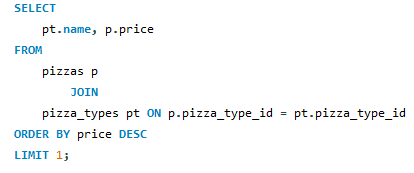 SELECT
pt.name, p.price
FROM
pizzas p
JOIN
pizza_types pt ON p.pizza_type_id = pt.pizza_type_id
ORDER BY price DESC
LIMIT 1;